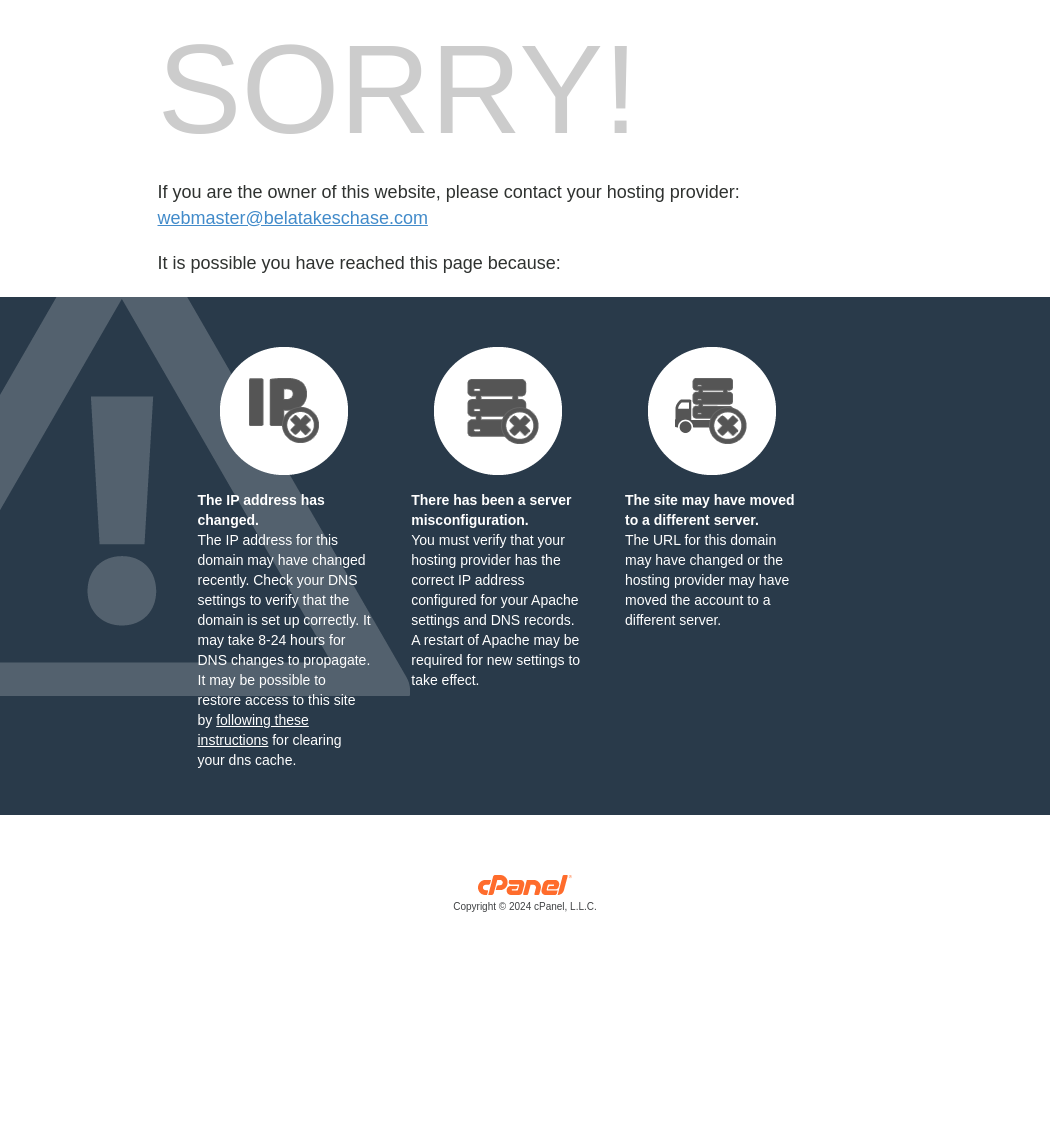 SORRY!
If you are the owner of this website, please contact your hosting provider:
webmaster@belatakeschase.com
It is possible you have reached this page because:
IP
The IP address has
changed.
The IP address for this
domain may have changed
recently. Check your DNS
settings to verify that the
domain is set up correctly. It
may take 8-24 hours for
DNS changes to propagate.
It may be possible to
restore access to this site
by following these
instructions for clearing
your dns cache.
There has been a server
misconfiguration.
You must verify that your
hosting provider has the
correct IP address
configured for your Apache
settings and DNS records.
A restart of Apache may be
required for new settings to
take effect.
The site may have moved
to a different server.
The URL for this domain
may have changed or the
hosting provider may have
moved the account to a
different server.
cPanel
Copyright © 2024 cPanel, L.L.C.